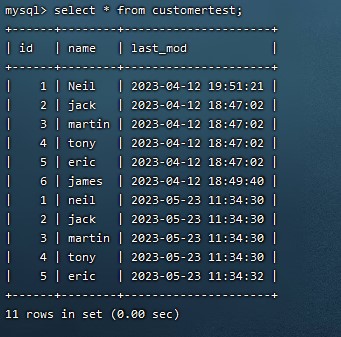 mysql> select * from customertest;
+------+--------+---------------------+
| id   | name   | last_mod            |
+------+--------+---------------------+
|    1 | Neil   | 2023-04-12 19:51:21 |
|    2 | jack   | 2023-04-12 18:47:02 |
|    3 | martin | 2023-04-12 18:47:02 |
|    4 | tony   | 2023-04-12 18:47:02 |
|    5 | eric   | 2023-04-12 18:47:02 |
|    6 | james  | 2023-04-12 18:49:40 |
|    1 | neil   | 2023-05-23 11:34:30 |
|    2 | jack   | 2023-05-23 11:34:30 |
|    3 | martin | 2023-05-23 11:34:30 |
|    4 | tony   | 2023-05-23 11:34:30 |
|    5 | eric   | 2023-05-23 11:34:32 |
+------+--------+---------------------+
11 rows in set (0.00 sec)